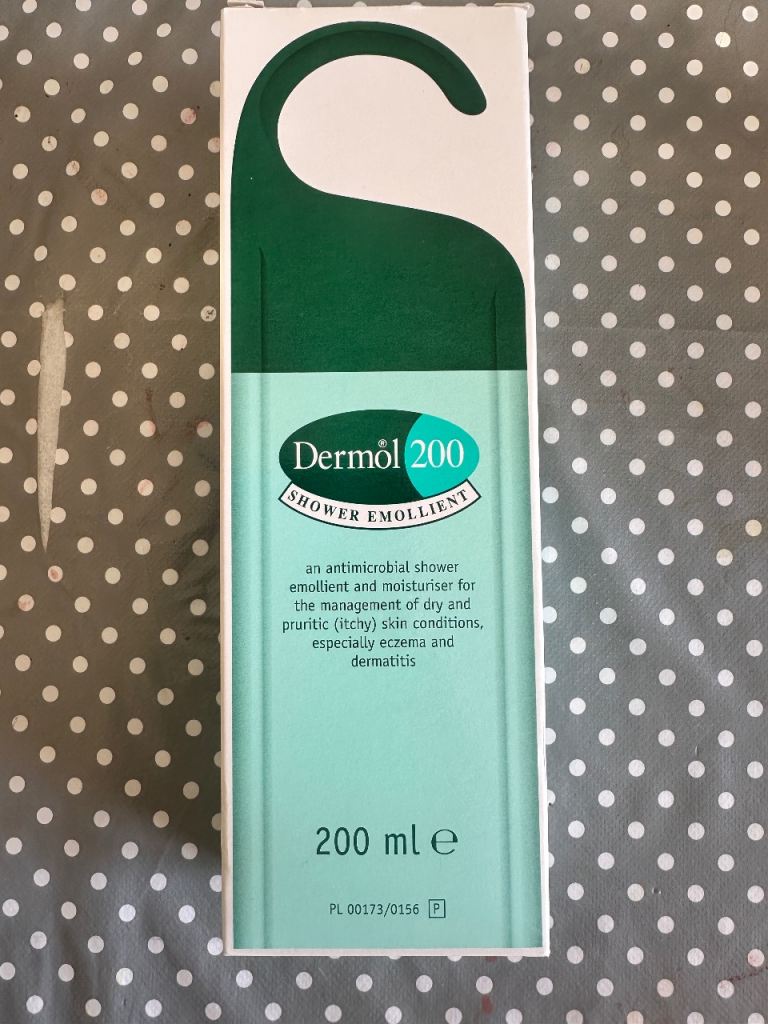 Dermol® 200
SHOWER EMOLLIENT
an antimicrobial shower
emollient and moisturiser for
the management of dry and
pruritic (itchy) skin conditions,
especially eczema and
dermatitis
200 ml ℮
PL 00173/0156 P